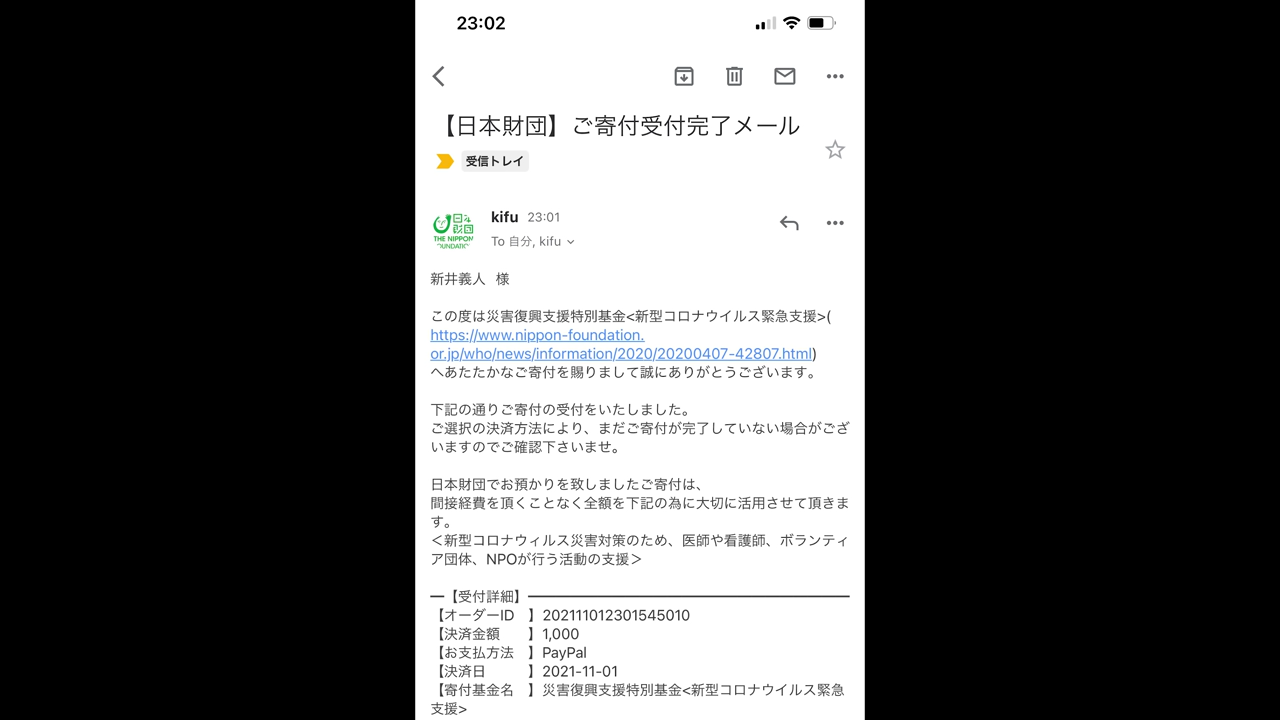 23:02
【日本財団】ご寄付受付完了メール
受信トレイ
日本財団
THE NIPPON
FOUNDATION
kifu 23:01
To 自分, kifu
新井義人 様
この度は災害復興支援特別基金<新型コロナウイルス緊急支援>(
https://www.nippon-foundation.
or.jp/who/news/information/2020/20200407-42807.html)
へあたたかなご寄付を賜りまして誠にありがとうございます。
下記の通りご寄付の受付をいたしました。
ご選択の決済方法により、まだご寄付が完了していない場合がござ
いますのでご確認下さいませ。
日本財団でお預かりを致しましたご寄付は、
間接経費を頂くことなく全額を下記の為に大切に活用させて頂きま
す。
＜新型コロナウィルス災害対策のため、医師や看護師、ボランティ
ア団体、NPOが行う活動の支援＞
━【受付詳細】━━━━━━━━━━━━━━━━━━━━━━━
【オーダーID　】202111012301545010
【決済金額　　】1,000
【お支払方法　】PayPal
【決済日　　　】2021-11-01
【寄付基金名　】災害復興支援特別基金<新型コロナウイルス緊急
支援>